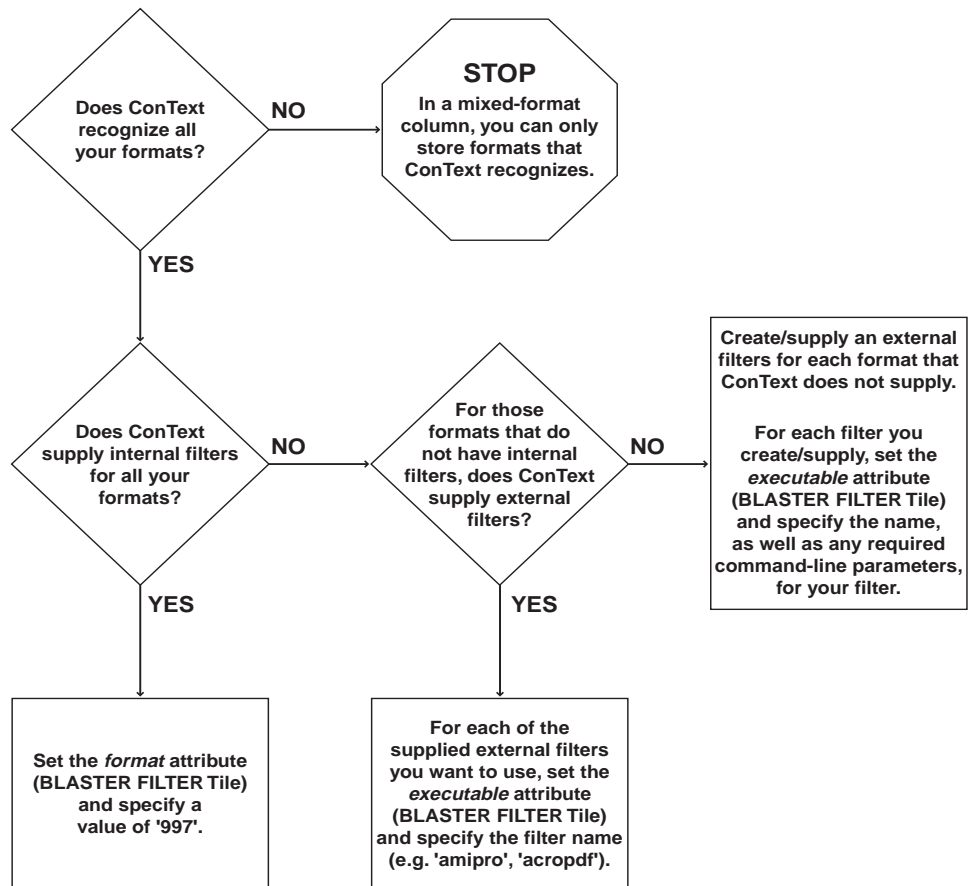 Does ConText
recognize all
your formats?
NO
STOP
In a mixed-format
column, you can only
store formats that
ConText recognizes.
YES
Does ConText
supply internal filters
for all your
formats?
NO
For those
formats that do
not have internal
filters, does ConText
supply external
filters?
NO
Create/supply an external
filters for each format that
ConText does not supply.
For each filter you
create/supply, set the
executable attribute
(BLASTER FILTER Tile)
and specify the name,
as well as any required
command-line parameters,
for your filter.
YES
YES
Set the format attribute
(BLASTER FILTER Tile)
and specify a
value of '997'.
For each of the
supplied external filters
you want to use, set the
executable attribute
(BLASTER FILTER Tile)
and specify the filter name
(e.g. 'amipro', 'acropdf').